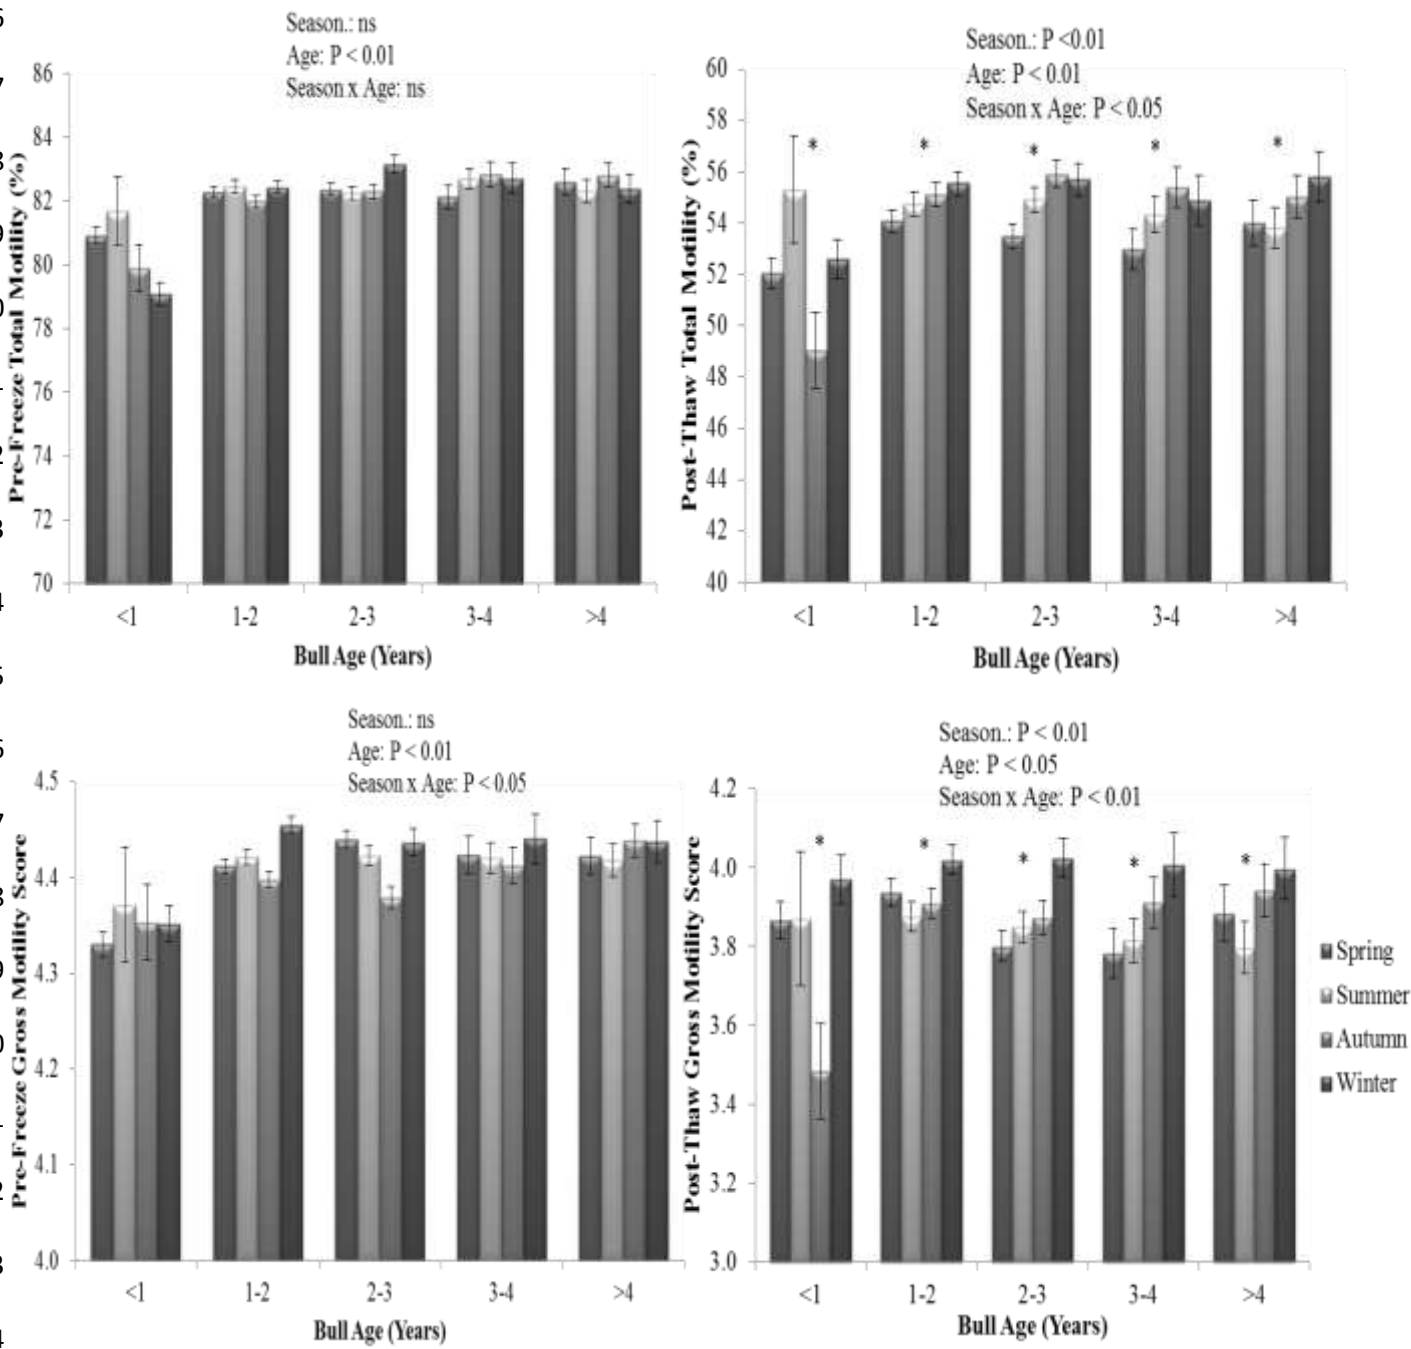 Season.: ns
Age: P < 0.01
Season x Age: ns
86
84
82
80
78
76
74
72
70
Pre-Freeze Total Motility (%)
<1 1-2 2-3 3-4 >4
Bull Age (Years)
Season.: P <0.01
Age: P < 0.01
Season x Age: P < 0.05
60
58
56
54
52
50
48
46
44
42
40
Post-Thaw Total Motility (%)
* * * * *
<1 1-2 2-3 3-4 >4
Bull Age (Years)
Season.: ns
Age: P < 0.01
Season x Age: P < 0.05
4.5
4.4
4.3
4.2
4.1
4.0
Pre-Freeze Gross Motility Score
<1 1-2 2-3 3-4 >4
Bull Age (Years)
Season.: P < 0.01
Age: P < 0.05
Season x Age: P < 0.01
4.2
4.0
3.8
3.6
3.4
3.2
3.0
Post-Thaw Gross Motility Score
* * * * *
<1 1-2 2-3 3-4 >4
Bull Age (Years)
Spring
Summer
Autumn
Winter